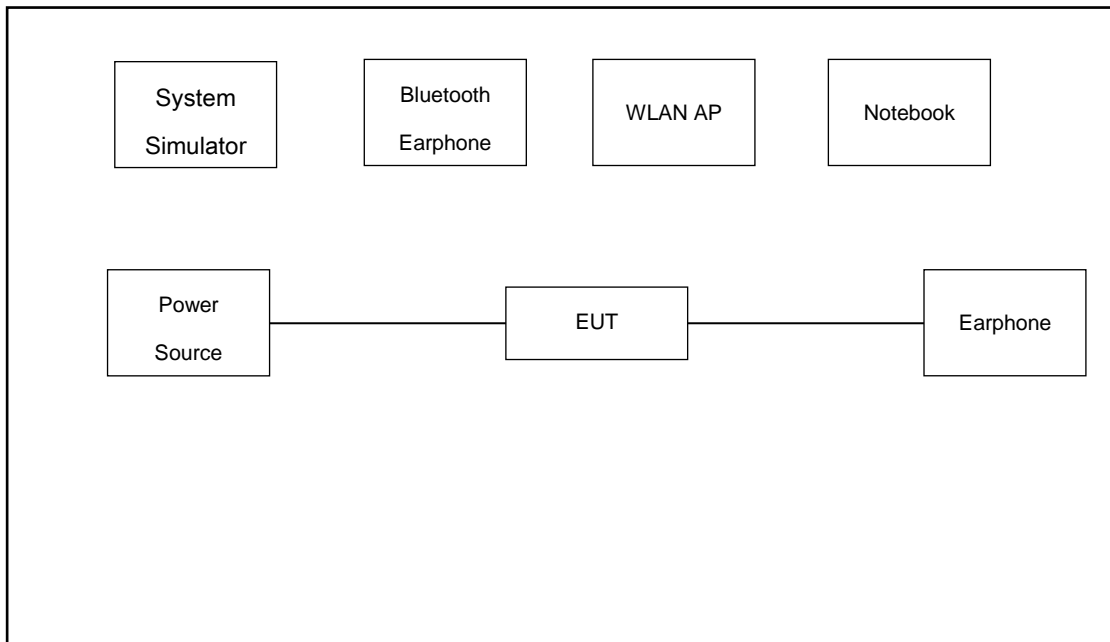 System
Simulator
Bluetooth
Earphone
WLAN AP
Notebook
Power
Source
EUT
Earphone